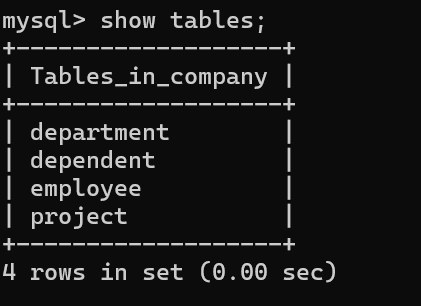 mysql> show tables;
+-------------------+
| Tables_in_company |
+-------------------+
| department        |
| dependent         |
| employee          |
| project           |
+-------------------+
4 rows in set (0.00 sec)